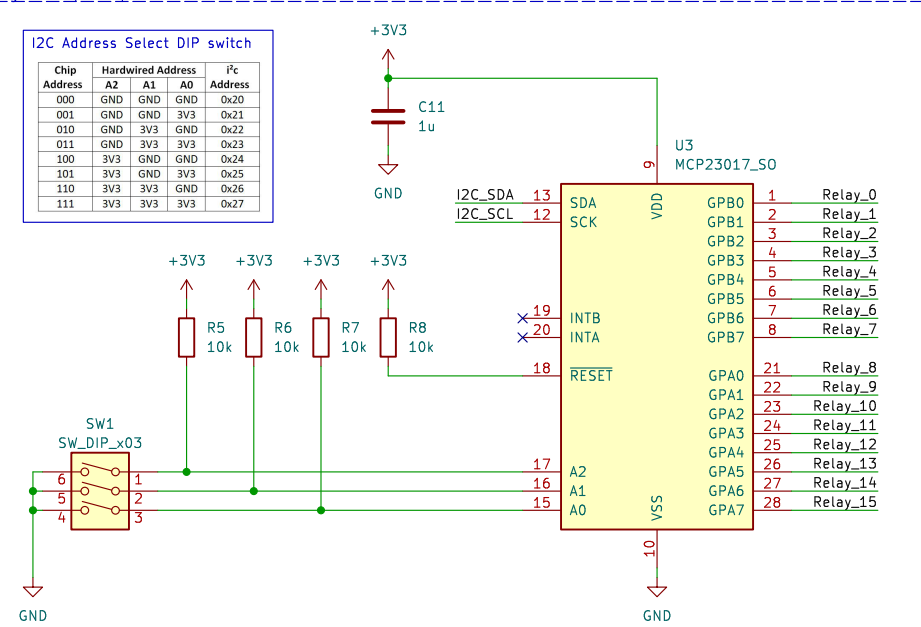 I2C Address Select DIP switch
Chip Address | Hardwired Address | i²c Address
A2 A1 A0
000 GND GND GND 0x20
001 GND GND 3V3 0x21
010 GND 3V3 GND 0x22
011 GND 3V3 3V3 0x23
100 3V3 GND GND 0x24
101 3V3 GND 3V3 0x25
110 3V3 3V3 GND 0x26
111 3V3 3V3 3V3 0x27
+3V3
C11
1u
GND
U3
MCP23017_SO
9
VDD
I2C_SDA 13 SDA
I2C_SCL 12 SCK
19 INTB
20 INTA
18 RESET
17 A2
16 A1
15 A0
GPB0 1 Relay_0
GPB1 2 Relay_1
GPB2 3 Relay_2
GPB3 4 Relay_3
GPB4 5 Relay_4
GPB5 6 Relay_5
GPB6 7 Relay_6
GPB7 8 Relay_7
GPA0 21 Relay_8
GPA1 22 Relay_9
GPA2 23 Relay_10
GPA3 24 Relay_11
GPA4 25 Relay_12
GPA5 26 Relay_13
GPA6 27 Relay_14
GPA7 28 Relay_15
VSS
10
GND
+3V3 +3V3 +3V3 +3V3
R5 R6 R7 R8
10k 10k 10k 10k
SW1
SW_DIP_x03
6 1
5 2
4 3
GND